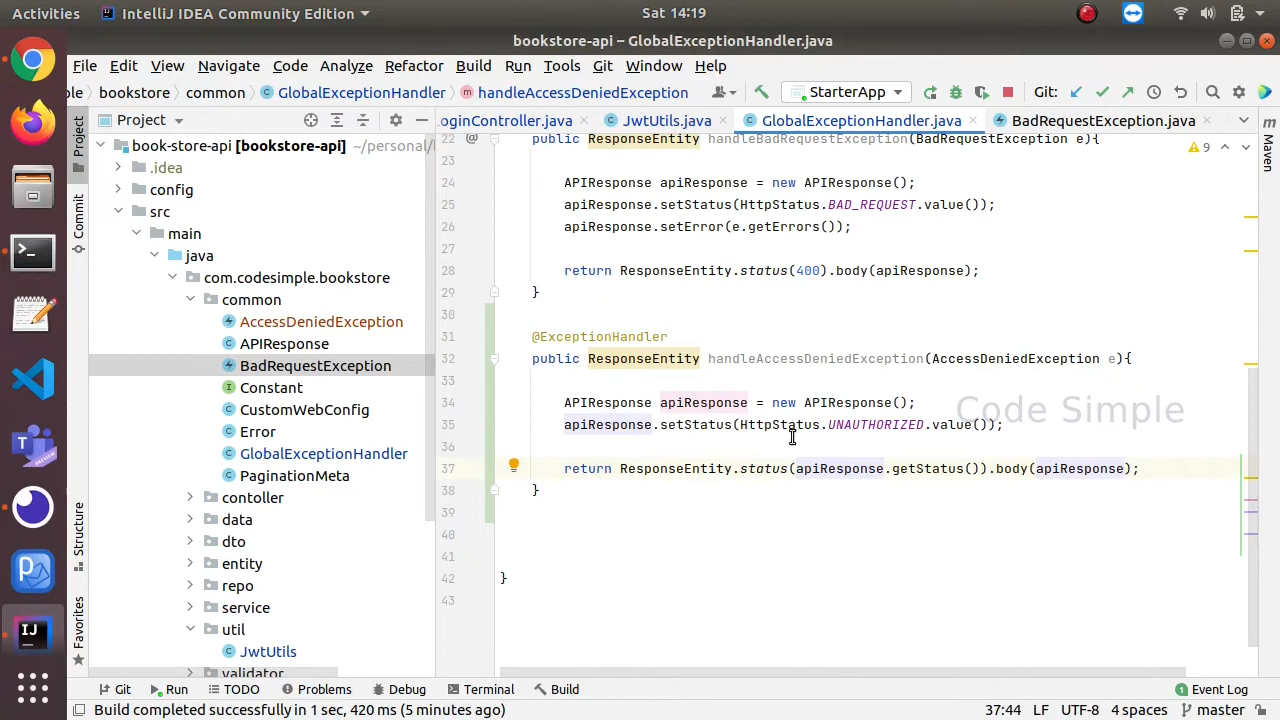 Activities IntelliJ IDEA Community Edition Sat 14:19
bookstore-api – GlobalExceptionHandler.java
File Edit View Navigate Code Analyze Refactor Build Run Tools Git Window Help
le bookstore common GlobalExceptionHandler handleAccessDeniedException StarterApp Git:
Project oginController.java JwtUtils.java GlobalExceptionHandler.java BadRequestException.java
Project
Commit
Structure
Favorites
Maven
book-store-api [bookstore-api] ~/personal/
.idea
config
src
main
java
com.codesimple.bookstore
common
AccessDeniedException
APIResponse
BadRequestException
Constant
CustomWebConfig
Error
GlobalExceptionHandler
PaginationMeta
contoller
data
dto
entity
repo
service
util
JwtUtils
validator
9
22 @ public ResponseEntity handleBadRequestException(BadRequestException e){
23
24 APIResponse apiResponse = new APIResponse();
25 apiResponse.setStatus(HttpStatus.BAD_REQUEST.value());
26 apiResponse.setError(e.getErrors());
27
28 return ResponseEntity.status(400).body(apiResponse);
29 }
30
31 @ExceptionHandler
32 public ResponseEntity handleAccessDeniedException(AccessDeniedException e){
33
34 APIResponse apiResponse = new APIResponse();
35 apiResponse.setStatus(HttpStatus.UNAUTHORIZED.value());
36
37 return ResponseEntity.status(apiResponse.getStatus()).body(apiResponse);
38 }
39
40
41
42 }
43
Code Simple
Git Run TODO Problems Debug Terminal Build 1 Event Log
Build completed successfully in 1 sec, 420 ms (5 minutes ago) 37:44 LF UTF-8 4 spaces master